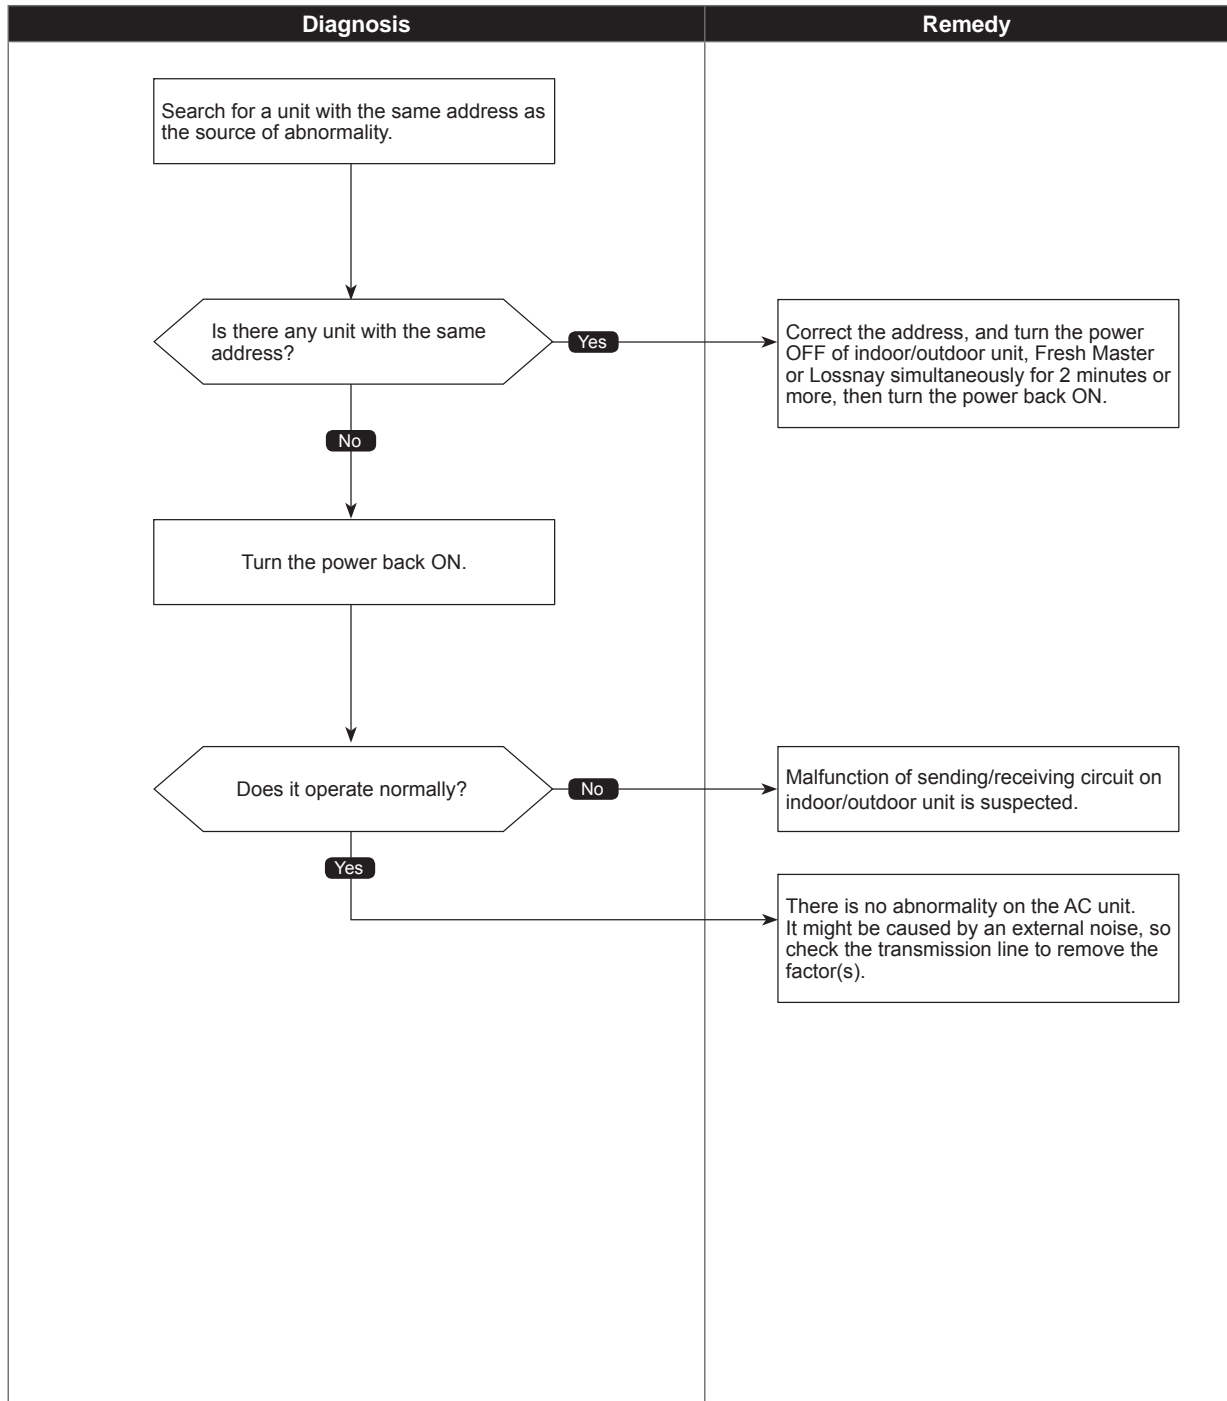 Diagnosis
Remedy
Search for a unit with the same address as
the source of abnormality.
Is there any unit with the same
address?
Yes
Correct the address, and turn the power
OFF of indoor/outdoor unit, Fresh Master
or Lossnay simultaneously for 2 minutes or
more, then turn the power back ON.
No
Turn the power back ON.
Does it operate normally?
No
Malfunction of sending/receiving circuit on
indoor/outdoor unit is suspected.
Yes
There is no abnormality on the AC unit.
It might be caused by an external noise, so
check the transmission line to remove the
factor(s).